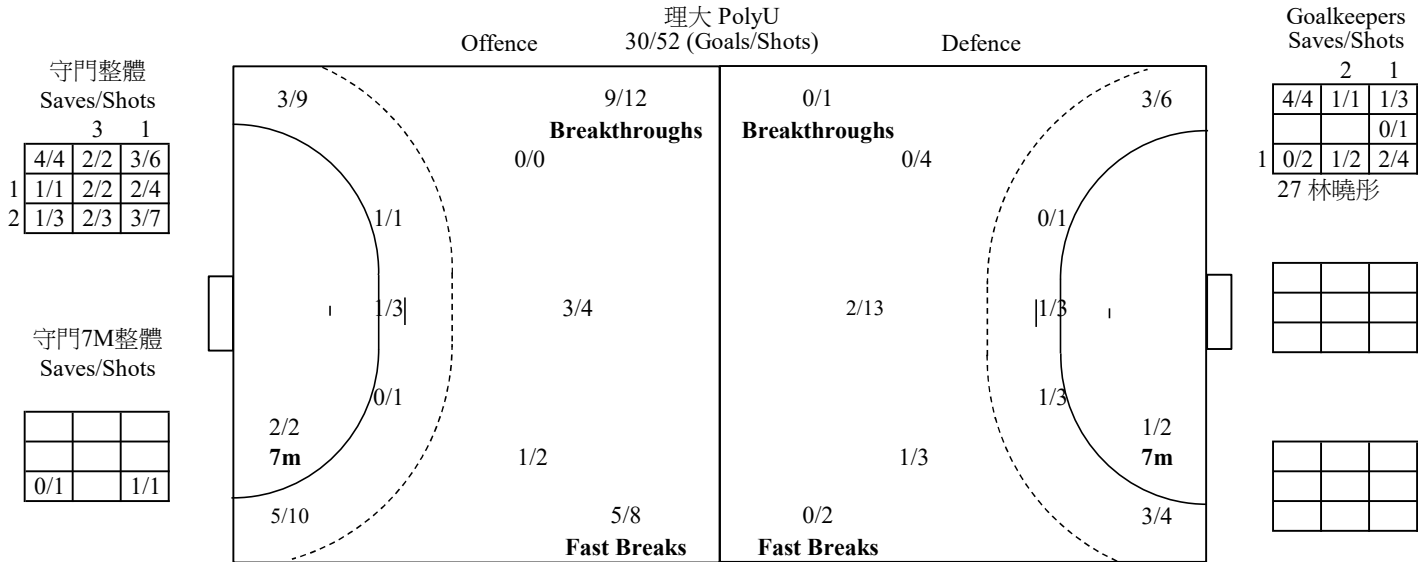 理大 PolyU
Offence 30/52 (Goals/Shots) Defence
守門整體
Saves/Shots
3 1
4/4 2/2 3/6
1 1/1 2/2 2/4
2 1/3 2/3 3/7
守門7M整體
Saves/Shots
0/1 1/1
3/9 9/12
Breakthroughs
0/0
1/1
1/3 3/4
0/1
2/2
7m
1/2
5/10 5/8
Fast Breaks
0/1 3/6
Breakthroughs
0/4
0/1
2/13 1/3
1/3
1/2
7m
1/3
0/2 3/4
Fast Breaks
Goalkeepers
Saves/Shots
2 1
4/4 1/1 1/3
0/1
1 0/2 1/2 2/4
27 林曉彤